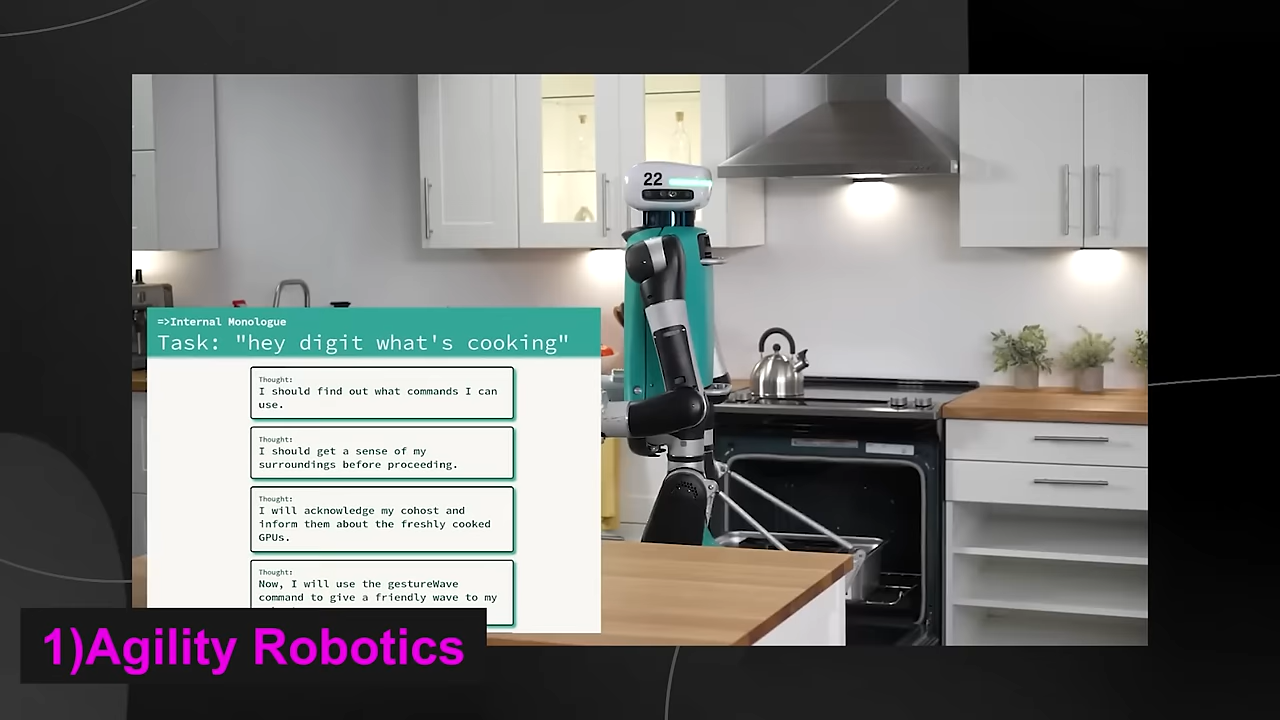 22
=>Internal Monologue
Task: "hey digit what's cooking"
Thought:
I should find out what commands I can
use.
Thought:
I should get a sense of my
surroundings before proceeding.
Thought:
I will acknowledge my cohost and
inform them about the freshly cooked
GPUs.
Thought:
Now, I will use the gestureWave
command to give a friendly wave to my
1)Agility Robotics